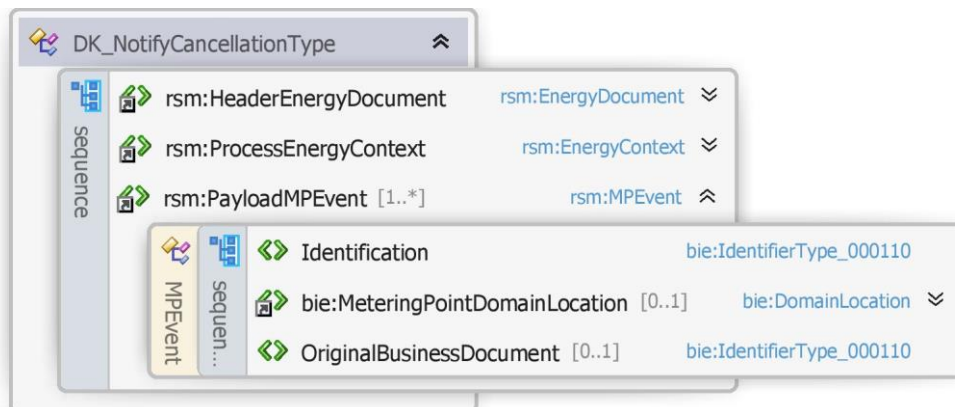 DK_NotifyCancellationType
sequence
rsm:HeaderEnergyDocument rsm:EnergyDocument
rsm:ProcessEnergyContext rsm:EnergyContext
rsm:PayloadMPEvent [1..*] rsm:MPEvent
MPEvent
sequen...
Identification bie:IdentifierType_000110
bie:MeteringPointDomainLocation [0..1] bie:DomainLocation
OriginalBusinessDocument [0..1] bie:IdentifierType_000110